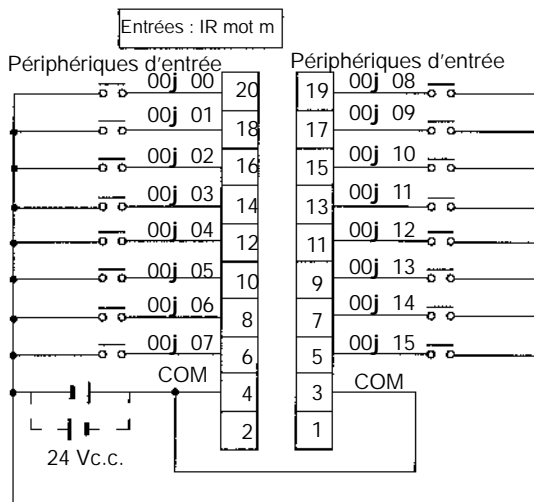 Entrées : IR mot m
Périphériques d'entrée Périphériques d'entrée
00j 00 20 19 00j 08
00j 01 18 17 00j 09
00j 02 16 15 00j 10
00j 03 14 13 00j 11
00j 04 12 11 00j 12
00j 05 10 9 00j 13
00j 06 8 7 00j 14
00j 07 6 5 00j 15
COM 4 3 COM
2 1
24 Vc.c.